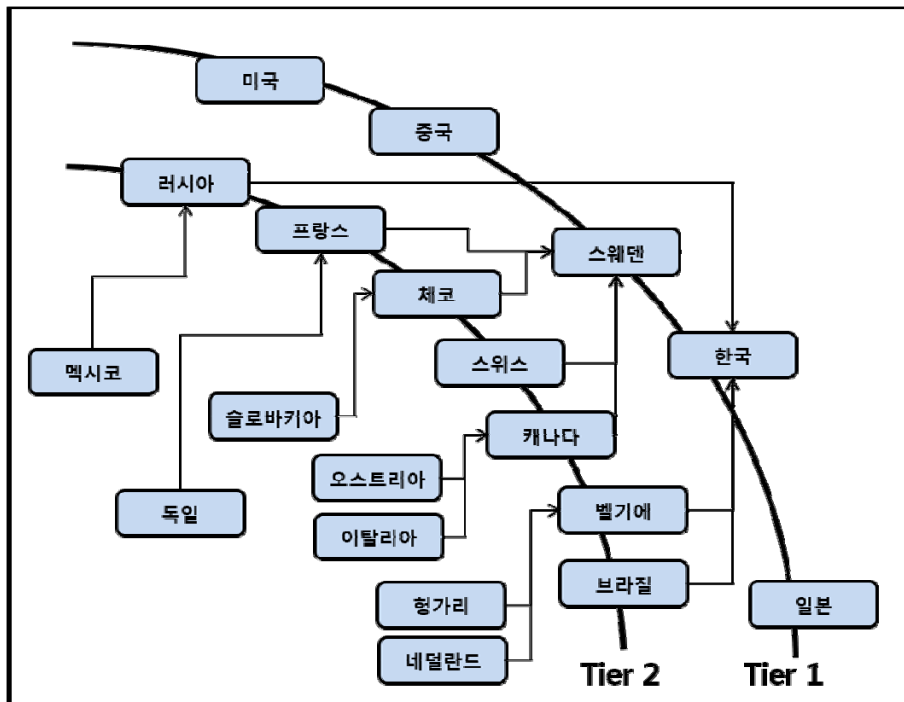 미국
중국
러시아
프랑스
스웨덴
체코
한국
스위스
멕시코
슬로바키아
캐나다
오스트리아
독일
벨기에
이탈리아
브라질
헝가리
일본
네덜란드
Tier 2
Tier 1